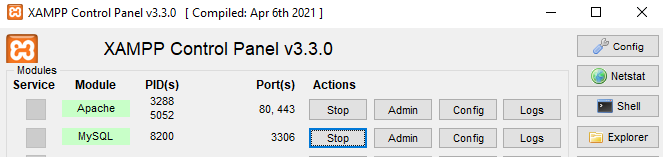 XAMPP Control Panel v3.3.0 [ Compiled: Apr 6th 2021 ]
XAMPP Control Panel v3.3.0
Config
Modules
Service Module PID(s) Port(s) Actions
Netstat
Apache 3288 5052 80, 443 Stop Admin Config Logs
Shell
MySQL 8200 3306 Stop Admin Config Logs
Explorer